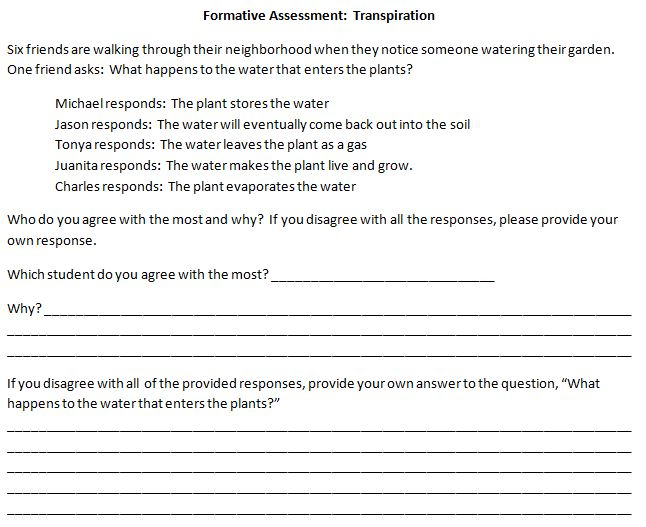 Formative Assessment: Transpiration
Six friends are walking through their neighborhood when they notice someone watering their garden.
One friend asks: What happens to the water that enters the plants?
Michael responds: The plant stores the water
Jason responds: The water will eventually come back out into the soil
Tonya responds: The water leaves the plant as a gas
Juanita responds: The water makes the plant live and grow.
Charles responds: The plant evaporates the water
Who do you agree with the most and why? If you disagree with all the responses, please provide your
own response.
Which student do you agree with the most? ______________________________
Why? ______________________________
If you disagree with all of the provided responses, provide your own answer to the question, “What
happens to the water that enters the plants?”